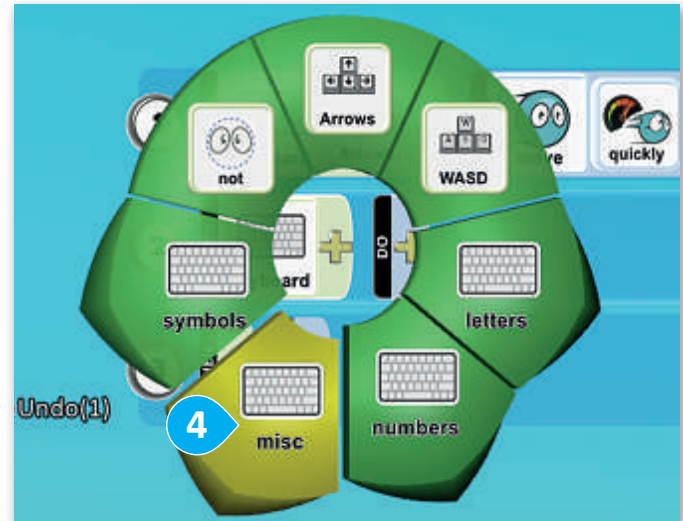 Arrows
not
WASD
quickly
DO
symbols
letters
Undo(1)
4
misc
numbers